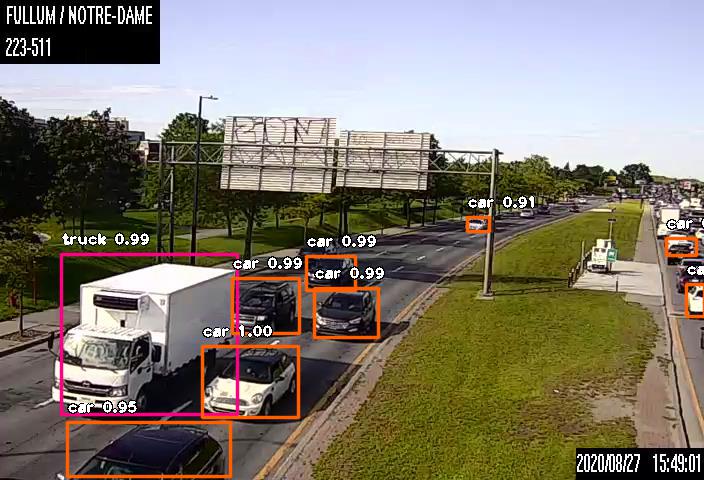 FULLUM / NOTRE-DAME
223-511
car 0.91
truck 0.99
car 0.99
car 0.99
car 0.99
car 1.00
car 0.95
car
2020/08/27 15:49:01